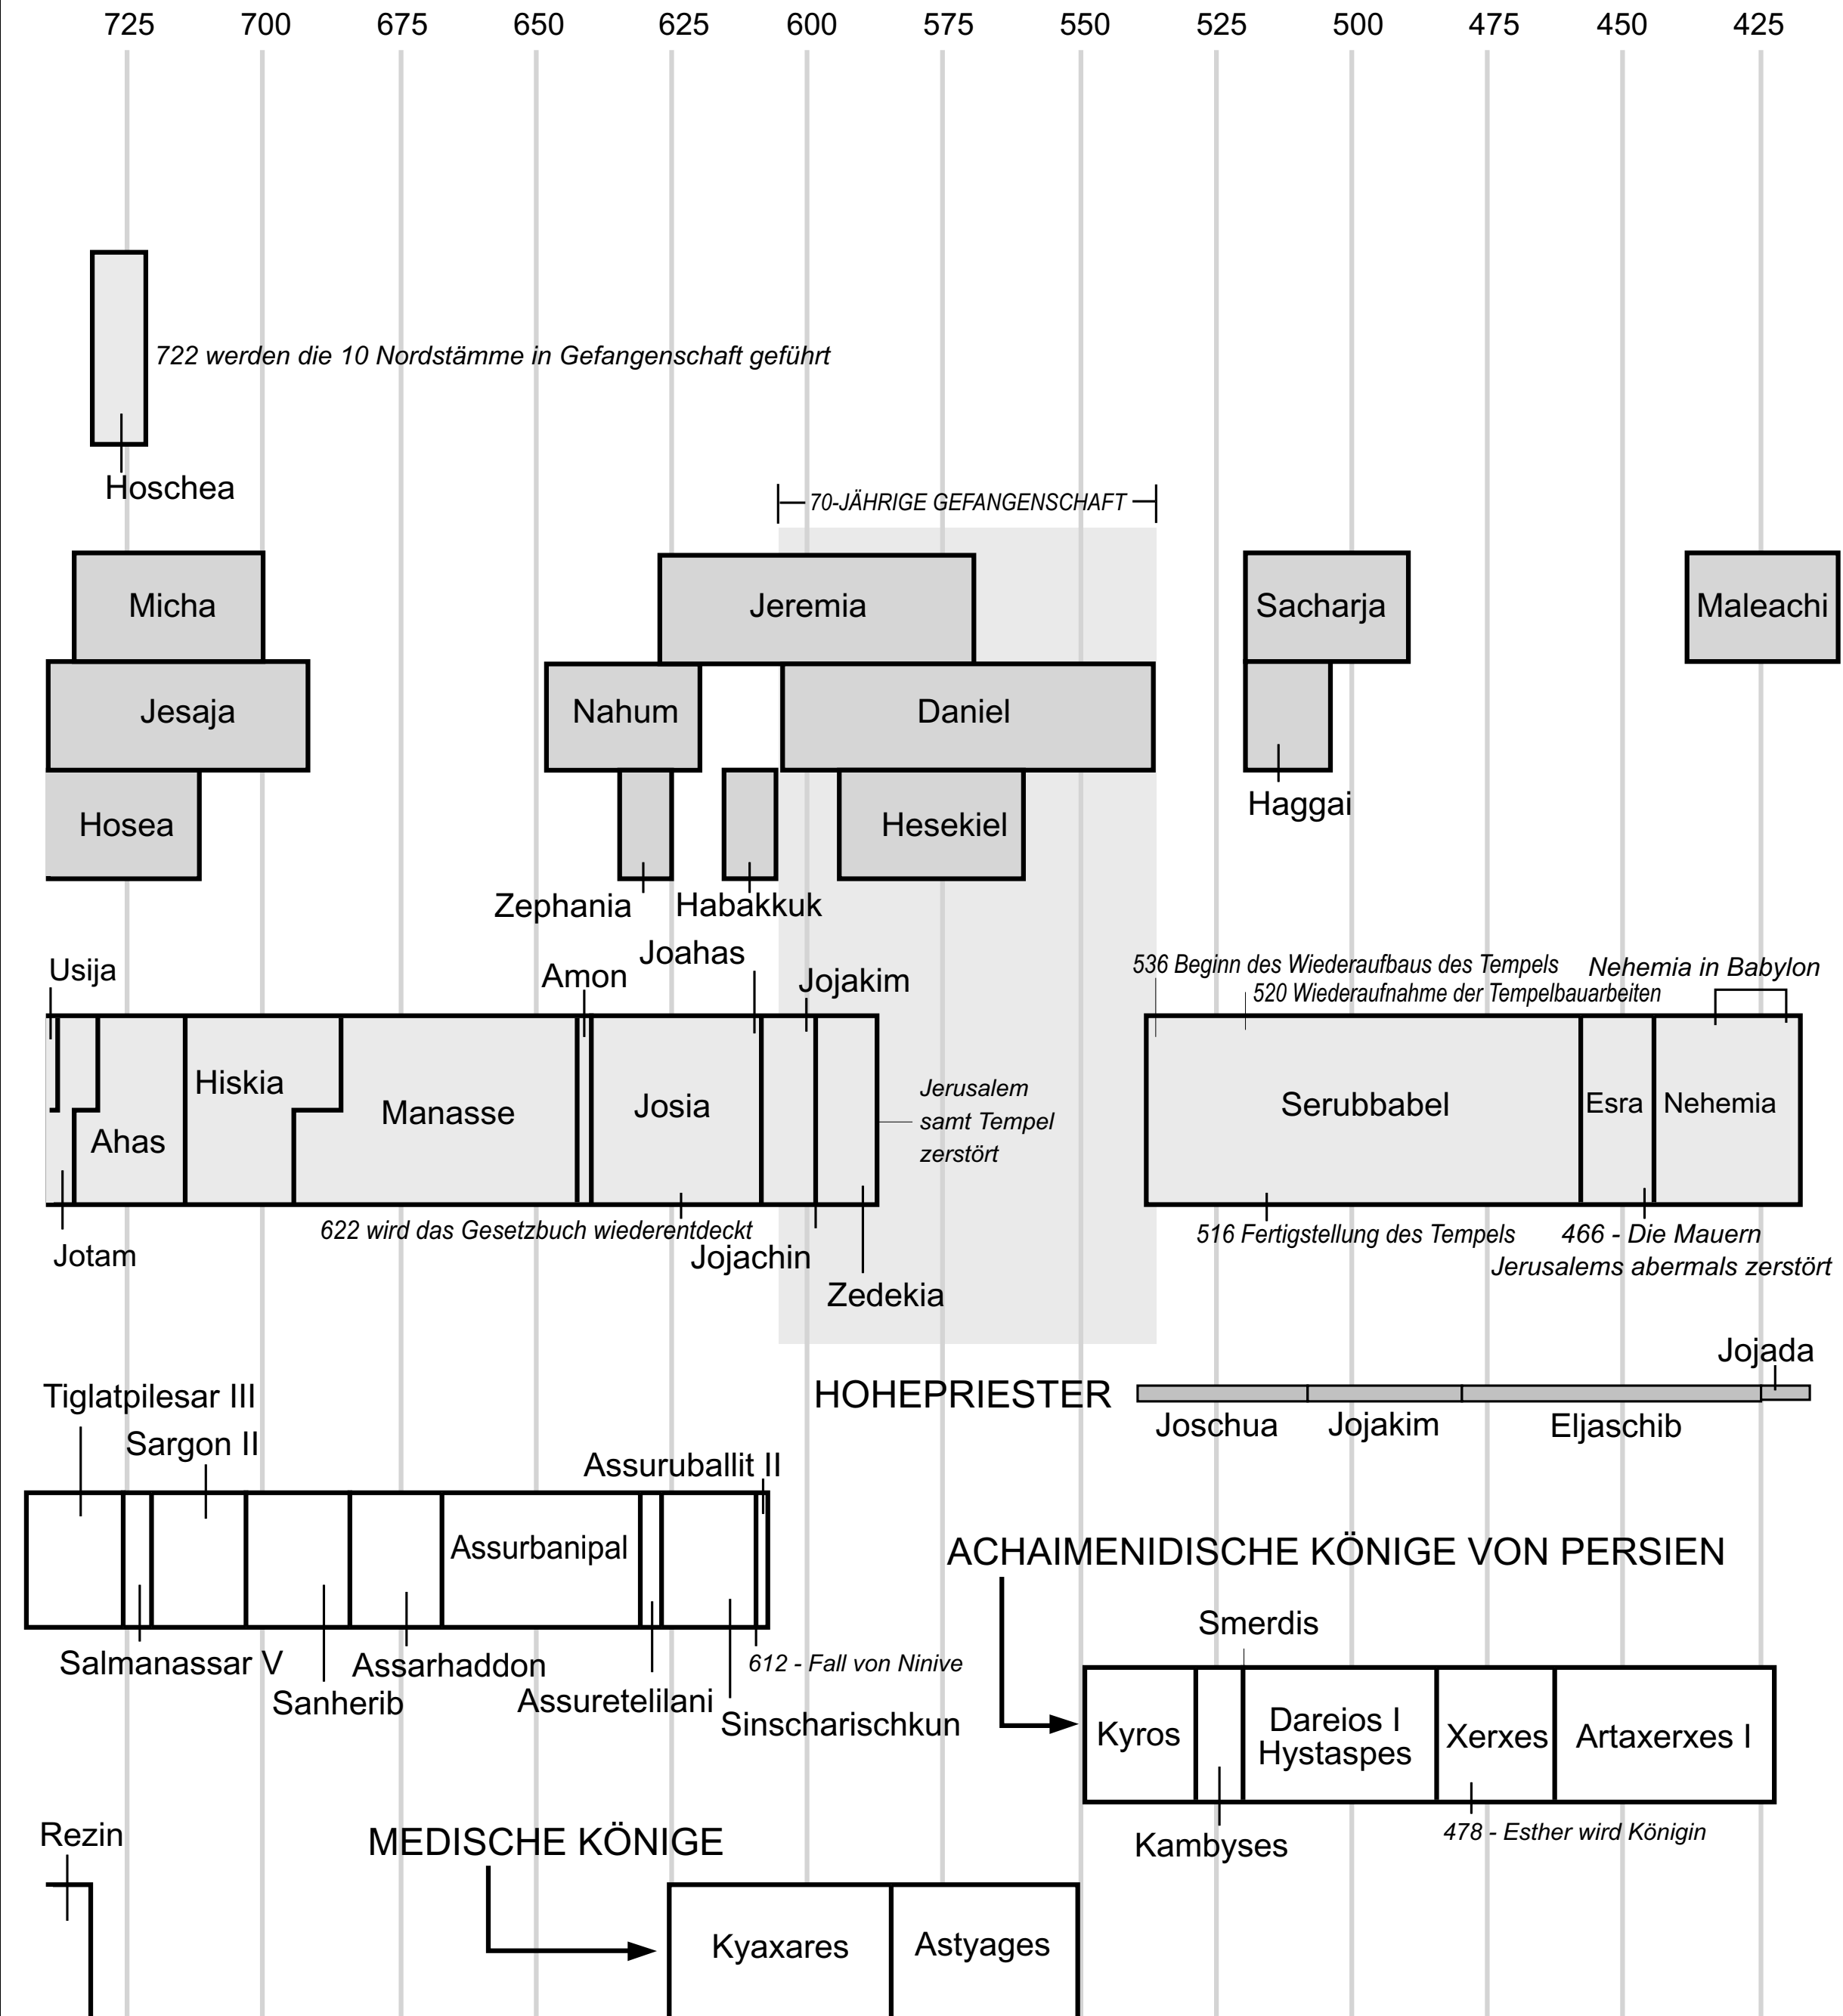 725 700 675 650 625 600 575 550 525 500 475 450 425
722 werden die 10 Nordstämme in Gefangenschaft geführt
Hoschea
70-JÄHRIGE GEFANGENSCHAFT
Micha
Jeremia
Sacharja
Maleachi
Jesaja
Nahum
Daniel
Haggai
Hosea
Hesekiel
Zephania
Habakkuk
Usija
Amon
Joahas
Jojakim
536 Beginn des Wiederaufbaus des Tempels
Nehemia in Babylon
520 Wiederaufnahme der Tempelbauarbeiten
Hiskia
Ahas
Manasse
Josia
Jerusalem
samt Tempel
zerstört
Serubbabel
Esra
Nehemia
Jotam
622 wird das Gesetzbuch wiederentdeckt
Jojachin
Zedekia
516 Fertigstellung des Tempels
466 - Die Mauern
Jerusalems abermals zerstört
Jojada
HOHEPRIESTER
Joschua
Jojakim
Eljaschib
Tiglatpilesar III
Sargon II
Assuruballit II
Assurbanipal
Salmanassar V
Sanherib
Assarhaddon
Assuretelilani
612 - Fall von Ninive
Sinscharischkun
ACHAIMENIDISCHE KÖNIGE VON PERSIEN
Smerdis
Kyros
Dareios I
Hystaspes
Xerxes
Artaxerxes I
Kambyses
478 - Esther wird Königin
Rezin
MEDISCHE KÖNIGE
Kyaxares
Astyages